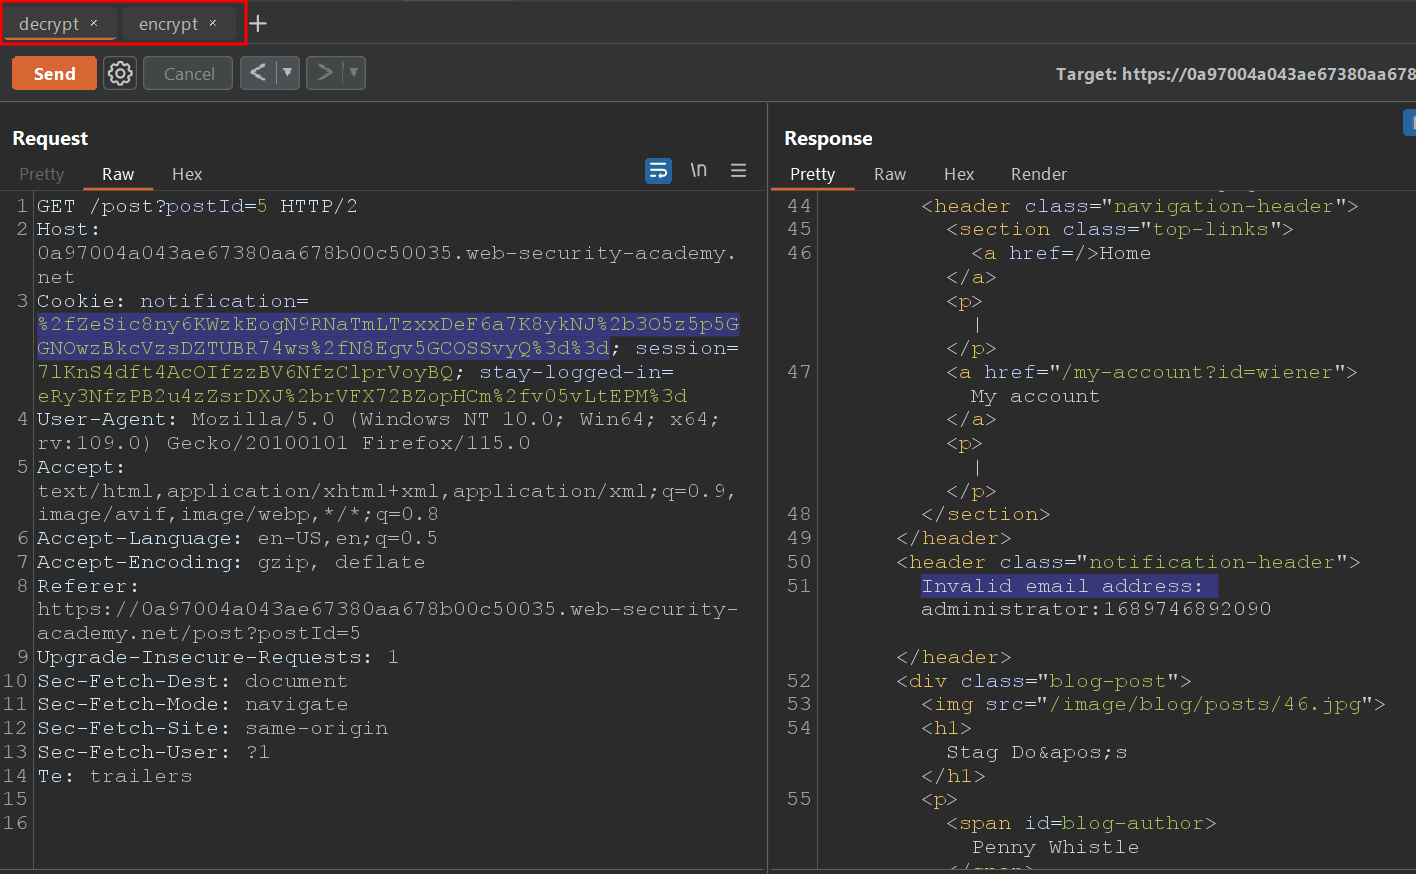 decrypt × encrypt × +
Send Cancel < ▼ > ▼ Target: https://0a97004a043ae67380aa678
Request
Pretty Raw Hex \n
1 GET /post?postId=5 HTTP/2
2 Host:
0a97004a043ae67380aa678b00c50035.web-security-academy.
net
3 Cookie: notification=
%2fZeSic8ny6KWzkEogN9RNaTmLTzxxDeF6a7K8ykNJ%2b3O5z5p5G
GNOwzBkcVzsDZTUBR74ws%2fN8Egv5GCOSSvyQ%3d%3d; session=
7lKnS4dft4AcOIfzzBV6NfzClprVoyBQ; stay-logged-in=
eRy3NfzPB2u4zZsrDXJ%2brVFX72BZopHCm%2fv05vLtEPM%3d
4 User-Agent: Mozilla/5.0 (Windows NT 10.0; Win64; x64;
rv:109.0) Gecko/20100101 Firefox/115.0
5 Accept:
text/html,application/xhtml+xml,application/xml;q=0.9,
image/avif,image/webp,*/*;q=0.8
6 Accept-Language: en-US,en;q=0.5
7 Accept-Encoding: gzip, deflate
8 Referer:
https://0a97004a043ae67380aa678b00c50035.web-security-
academy.net/post?postId=5
9 Upgrade-Insecure-Requests: 1
10 Sec-Fetch-Dest: document
11 Sec-Fetch-Mode: navigate
12 Sec-Fetch-Site: same-origin
13 Sec-Fetch-User: ?1
14 Te: trailers
15
16
Response
Pretty Raw Hex Render
44 <header class="navigation-header">
45 <section class="top-links">
46 <a href=/>Home
</a>
<p>
|
</p>
47 <a href="/my-account?id=wiener">
My account
</a>
<p>
|
</p>
48 </section>
49 </header>
50 <header class="notification-header">
51 Invalid email address:
administrator:1689746892090
</header>
52 <div class="blog-post">
53 <img src="/image/blog/posts/46.jpg">
54 <h1>
Stag Do&apos;s
</h1>
55 <p>
<span id=blog-author>
Penny Whistle
</span>